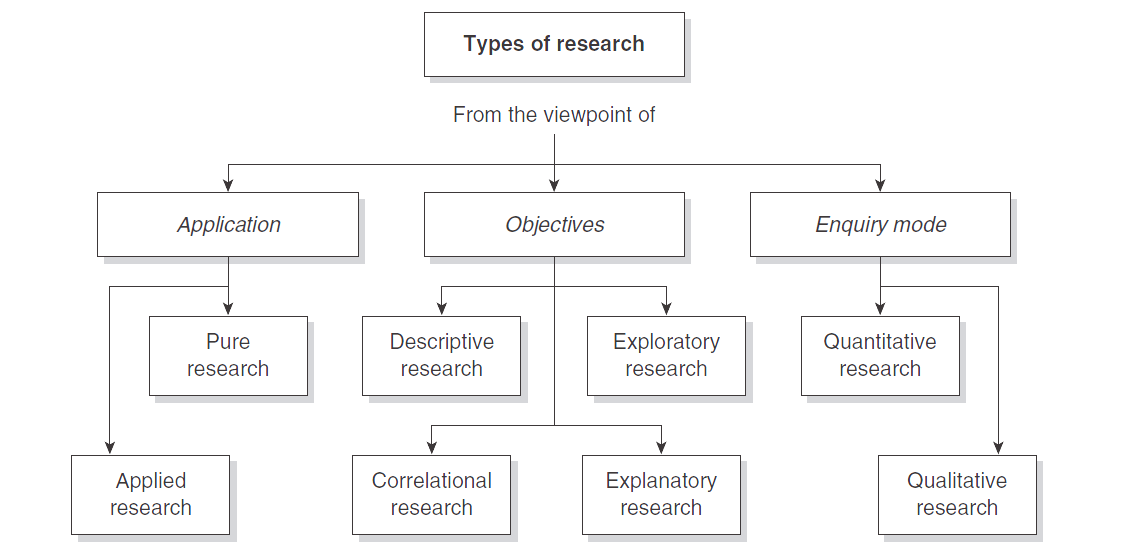 Types of research
From the viewpoint of
Application
Objectives
Enquiry mode
Pure
research
Descriptive
research
Exploratory
research
Quantitative
research
Applied
research
Correlational
research
Explanatory
research
Qualitative
research